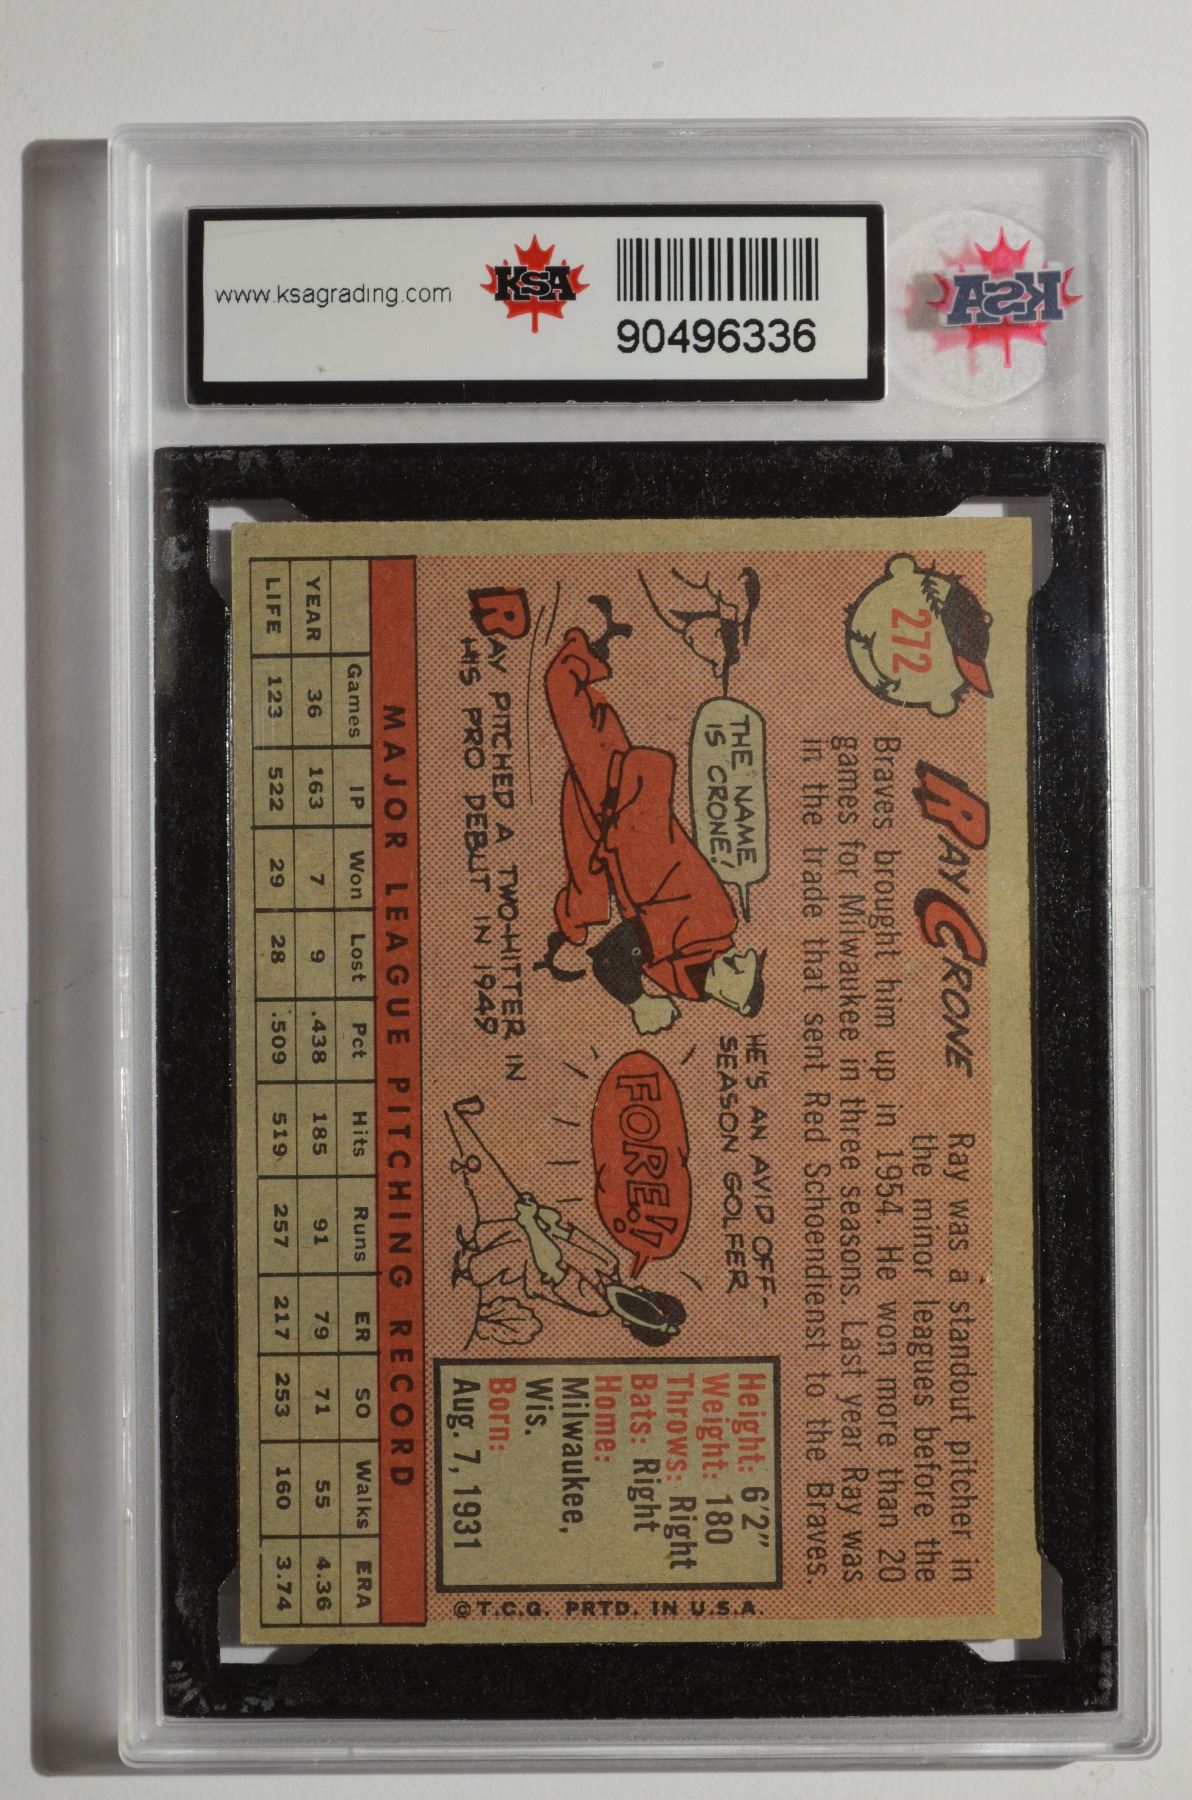 www.ksagrading.com
KSA
90496336
KSA
272
RAY CRONE
Ray was a standout pitcher in
the minor leagues before the
Braves brought him up in 1954. He won more than 20
games for Milwaukee in three seasons. Last year Ray was
in the trade that sent Red Schoendienst to the Braves.
THE NAME
IS CRONE!
HE'S AN AVID OFF-
SEASON GOLFER
FORE!!
RAY PITCHED A TWO-HITTER IN
HIS PRO DEBUT IN 1949
Height: 6'2"
Weight: 180
Throws: Right
Bats: Right
Home:
Milwaukee,
Wis.
Born:
Aug. 7, 1931
© T.C.G. PRTD. IN U.S.A.
MAJOR LEAGUE PITCHING RECORD
Games IP Won Lost Pct Hits Runs ER SO Walks ERA
YEAR 36 163 7 9 .438 185 91 79 71 55 4.36
LIFE 123 522 29 28 .509 519 257 217 253 160 3.74